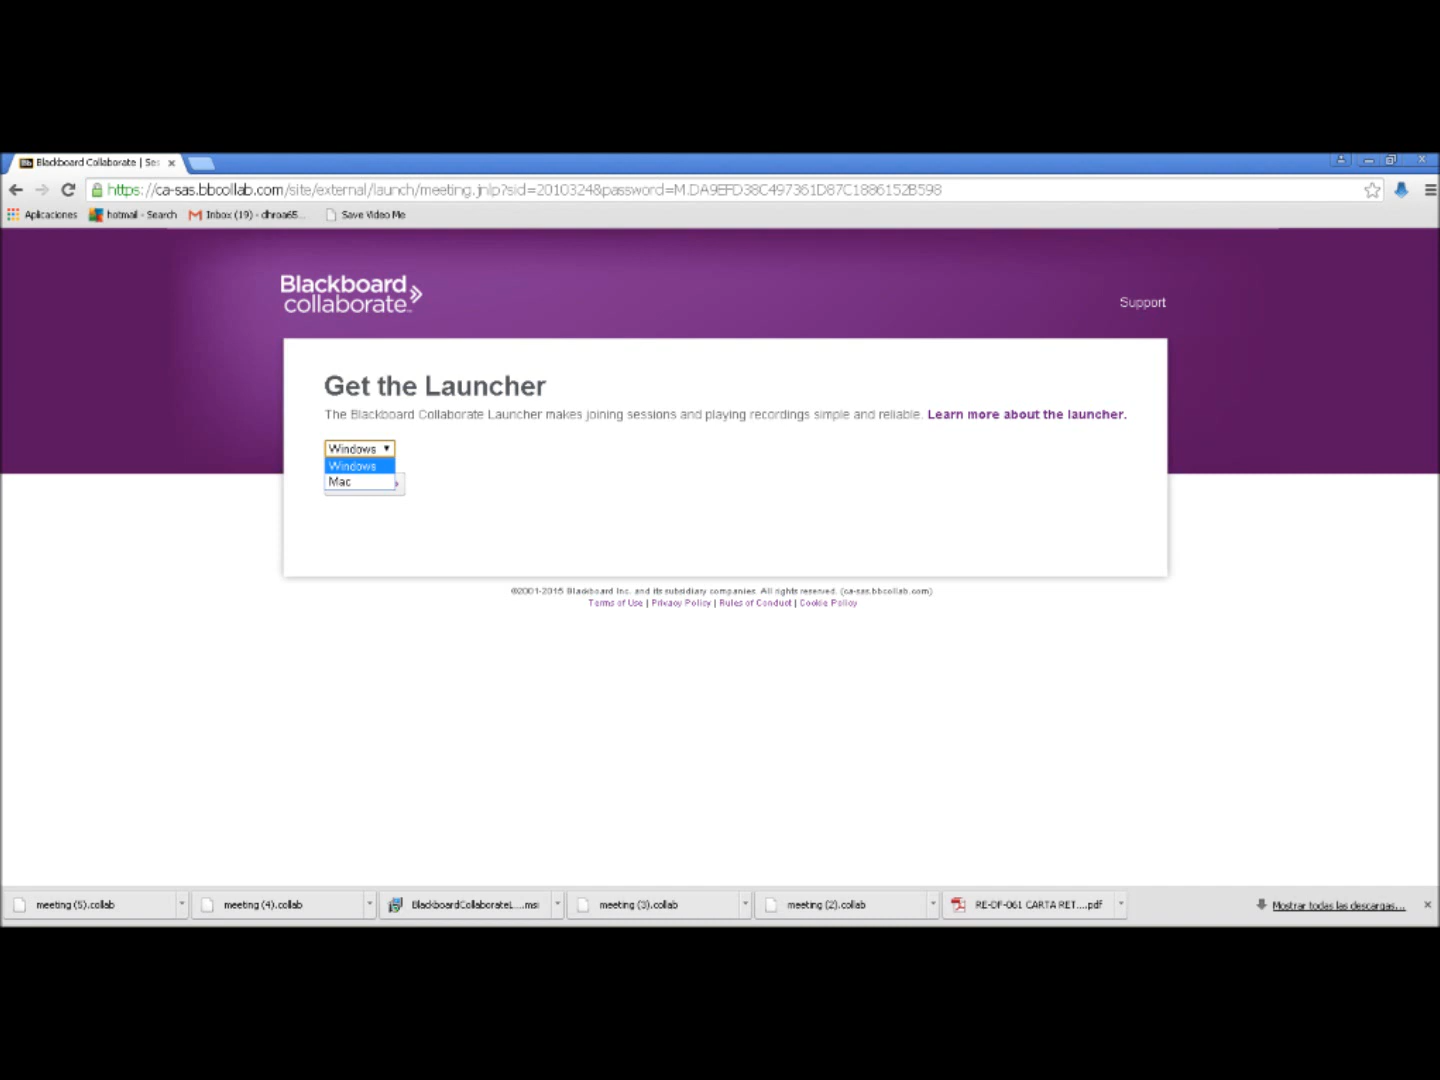 Blackboard Collaborate | Ses
https://ca-sas.bbcollab.com/site/external/launch/meeting.jnlp?sid=2010324&password=M.DA9EFD38C497361D87C1886152B598
Aplicaciones hotmail - Search Inbox (19) - dhroa65... Save Video Me
Blackboard
collaborate
Support
Get the Launcher
The Blackboard Collaborate Launcher makes joining sessions and playing recordings simple and reliable. Learn more about the launcher.
Windows
Windows
Mac
©2001-2015 Blackboard Inc. and its subsidiary companies. All rights reserved. (ca-sas.bbcollab.com)
Terms of Use | Privacy Policy | Rules of Conduct | Cookie Policy
meeting (5).collab meeting (4).collab BlackboardCollaborateL....msi meeting (3).collab meeting (2).collab RE-DF-061 CARTA RET....pdf Mostrar todas las descargas...